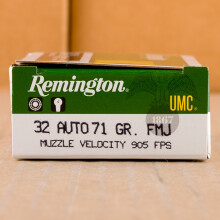 Remington
UMC
32 AUTO 71 GR. FMJ
MUZZLE VELOCITY 905 FPS